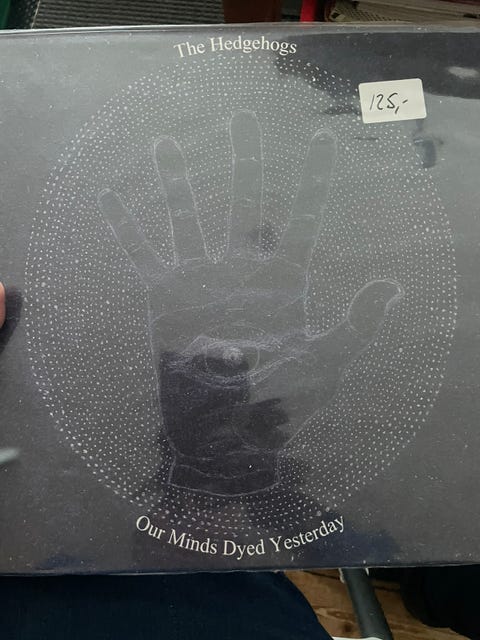 The Hedgehogs
125,-
Our Minds Dyed Yesterday